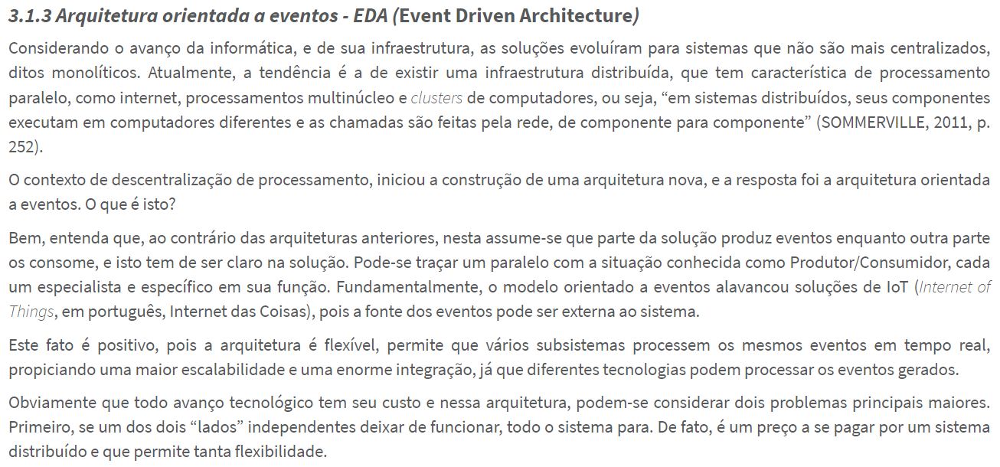 3.1.3 Arquitetura orientada a eventos - EDA (Event Driven Architecture)
Considerando o avanço da informática, e de sua infraestrutura, as soluções evoluíram para sistemas que não são mais centralizados,
ditos monolíticos. Atualmente, a tendência é a de existir uma infraestrutura distribuída, que tem característica de processamento
paralelo, como internet, processamentos multinúcleo e clusters de computadores, ou seja, “em sistemas distribuídos, seus componentes
executam em computadores diferentes e as chamadas são feitas pela rede, de componente para componente” (SOMMERVILLE, 2011, p.
252).
O contexto de descentralização de processamento, iniciou a construção de uma arquitetura nova, e a resposta foi a arquitetura orientada
a eventos. O que é isto?
Bem, entenda que, ao contrário das arquiteturas anteriores, nesta assume-se que parte da solução produz eventos enquanto outra parte
os consome, e isto tem de ser claro na solução. Pode-se traçar um paralelo com a situação conhecida como Produtor/Consumidor, cada
um especialista e específico em sua função. Fundamentalmente, o modelo orientado a eventos alavancou soluções de IoT (Internet of
Things, em português, Internet das Coisas), pois a fonte dos eventos pode ser externa ao sistema.
Este fato é positivo, pois a arquitetura é flexível, permite que vários subsistemas processem os mesmos eventos em tempo real,
propiciando uma maior escalabilidade e uma enorme integração, já que diferentes tecnologias podem processar os eventos gerados.
Obviamente que todo avanço tecnológico tem seu custo e nessa arquitetura, podem-se considerar dois problemas principais maiores.
Primeiro, se um dos dois “lados” independentes deixar de funcionar, todo o sistema para. De fato, é um preço a se pagar por um sistema
distribuído e que permite tanta flexibilidade.